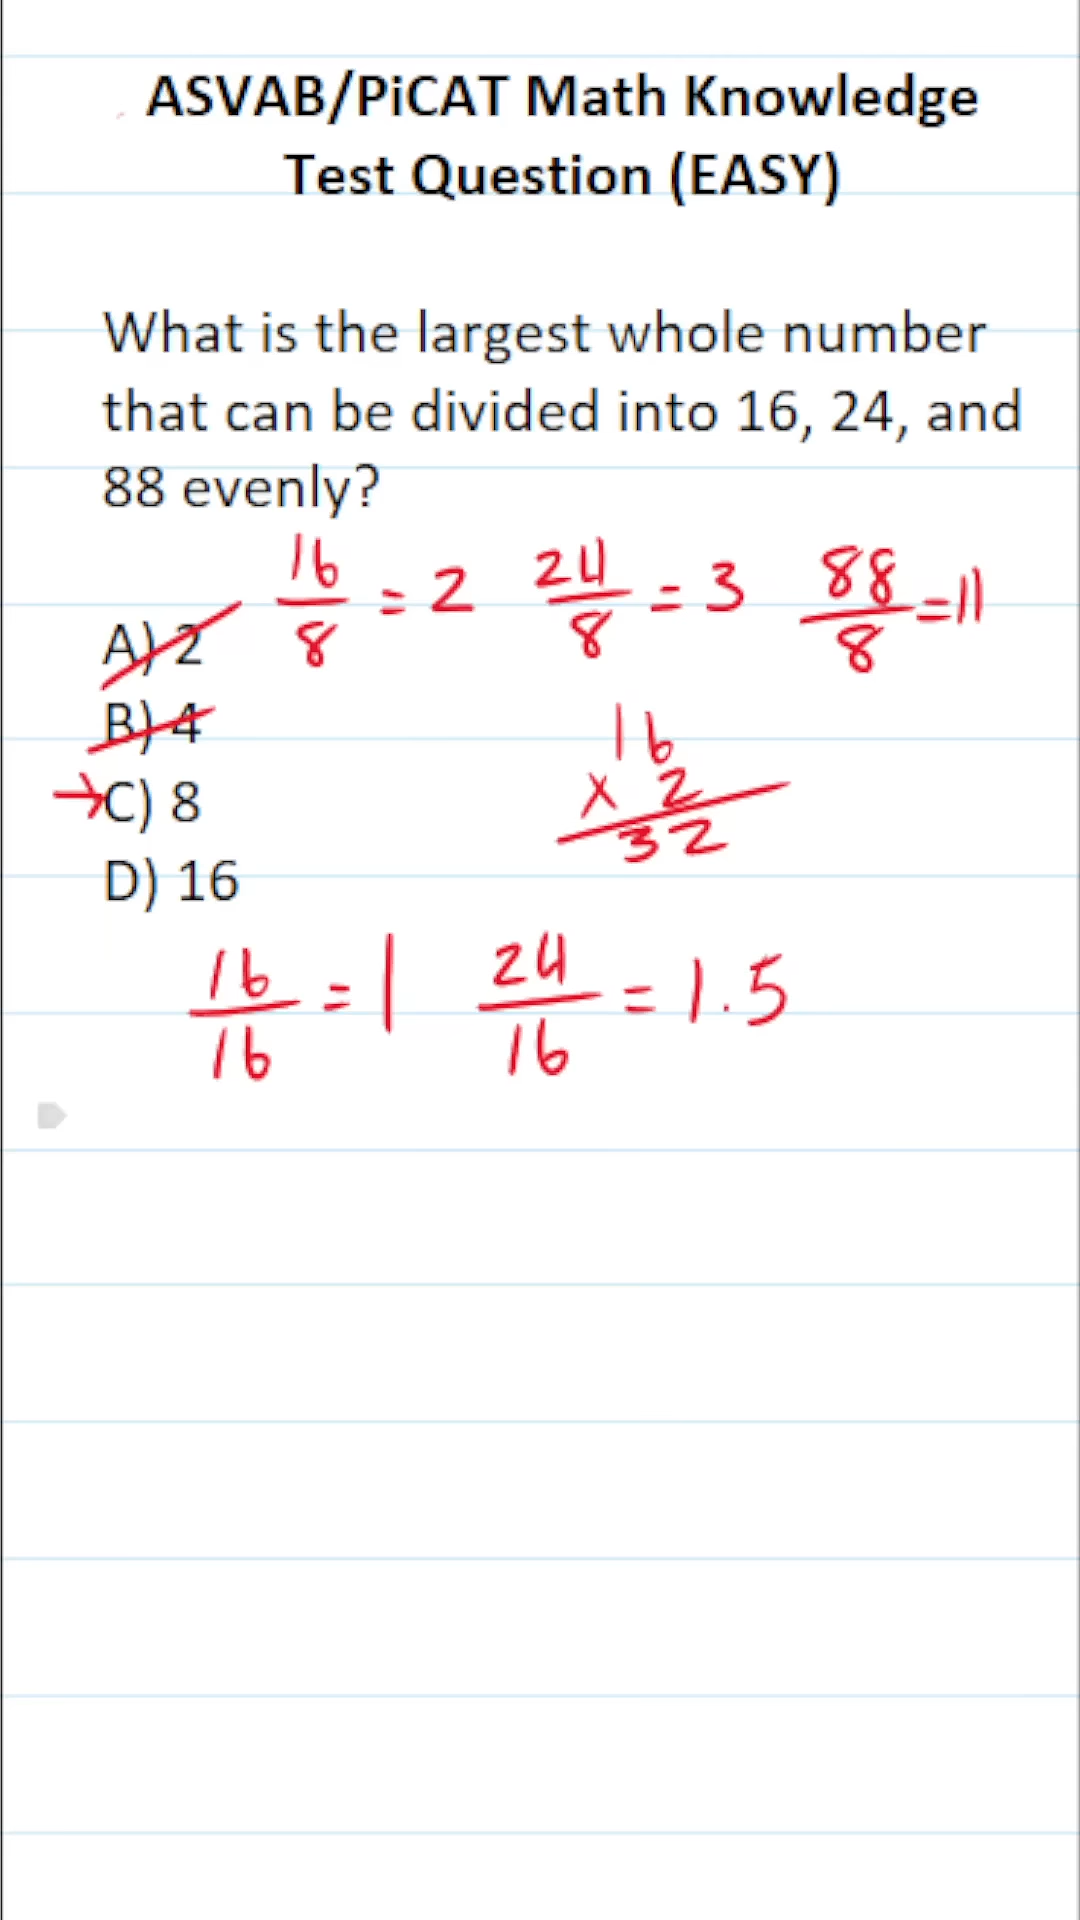 ASVAB/PiCAT Math Knowledge
Test Question (EASY)
What is the largest whole number
that can be divided into 16, 24, and
88 evenly?
16/8 = 2 24/8 = 3 88/8 = 11
A) 2
B) 4
16
x 2
32
→ C) 8
D) 16
16/16 = 1 24/16 = 1.5